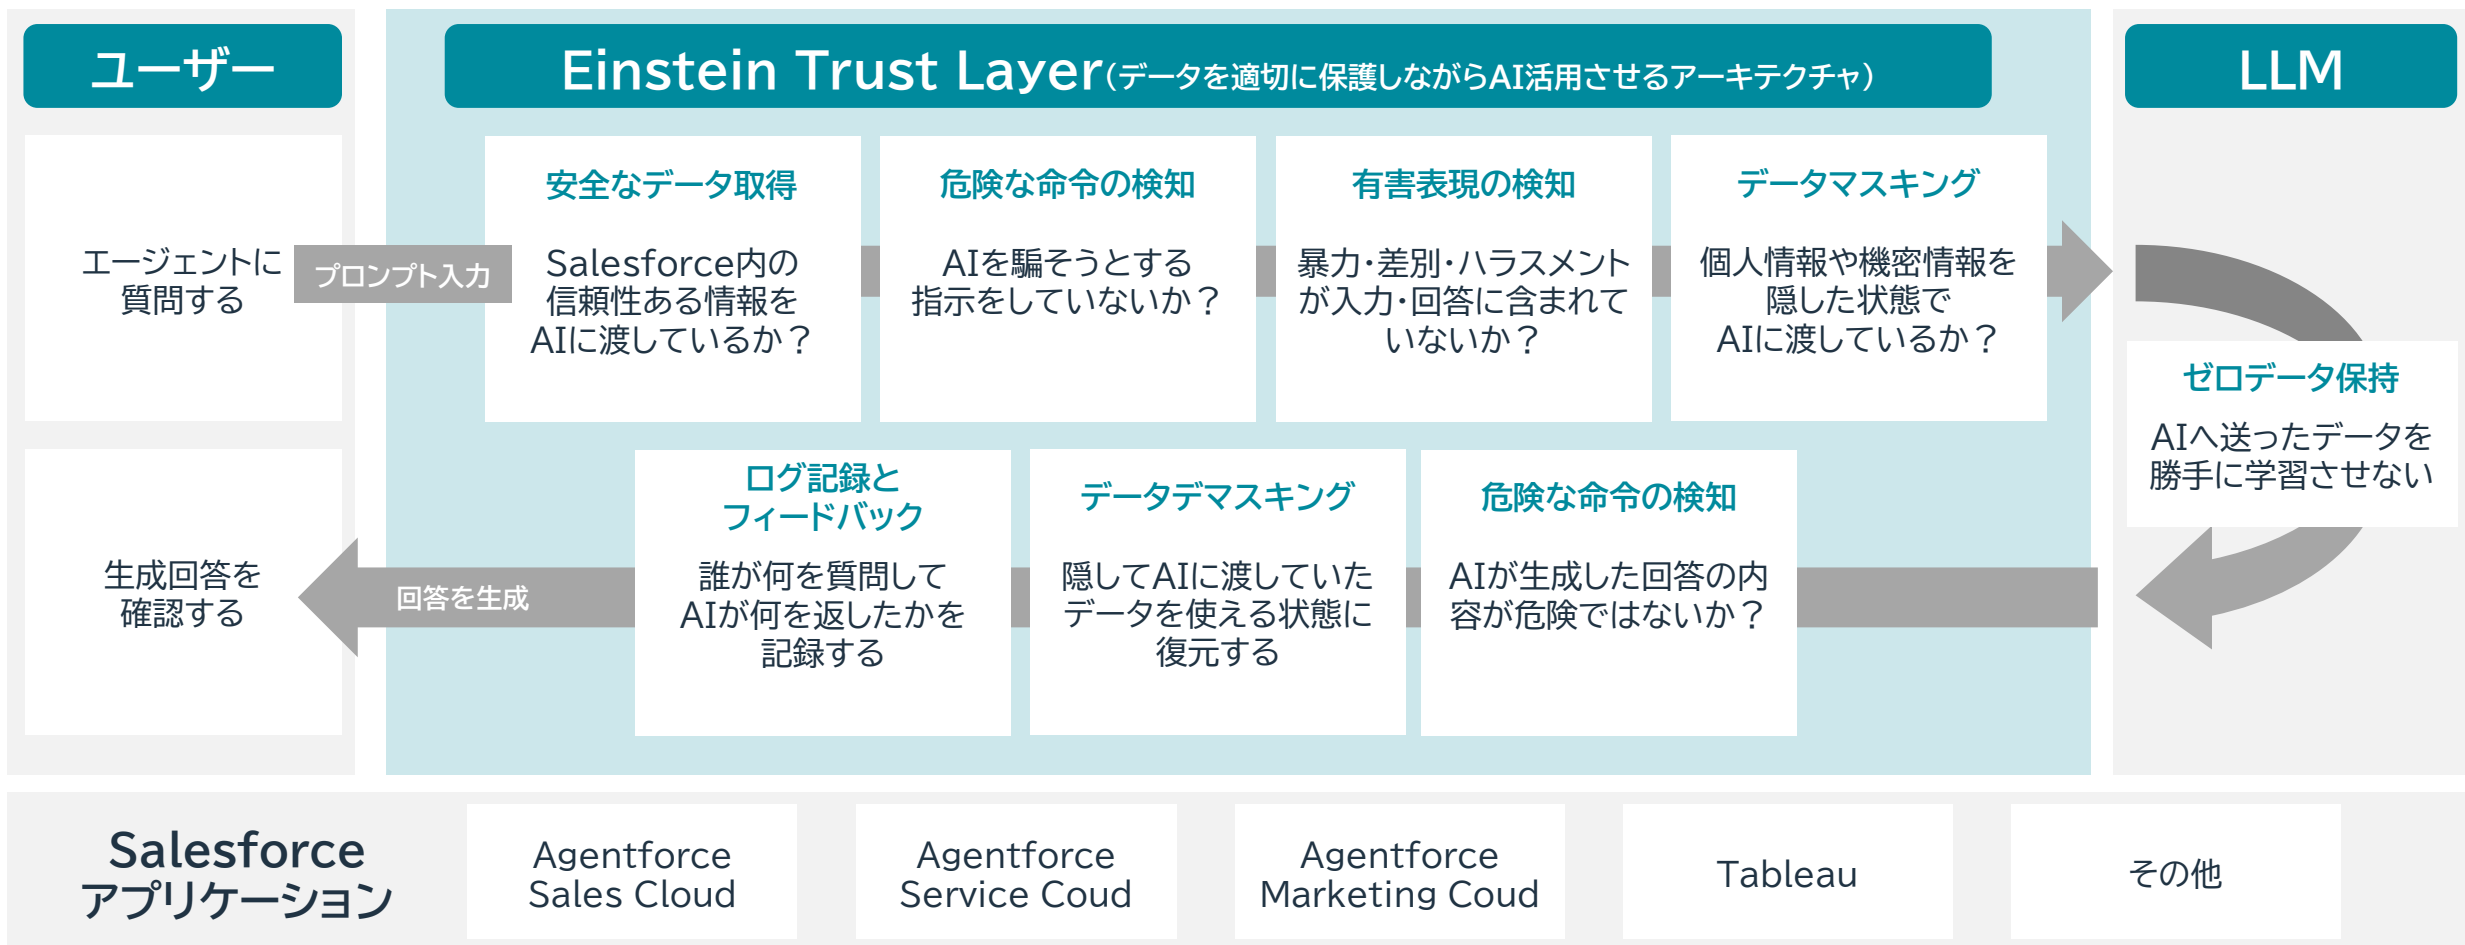 ユーザー
Einstein Trust Layer(データを適切に保護しながらAI活用させるアーキテクチャ)
LLM
エージェントに
質問する
プロンプト入力
安全なデータ取得
Salesforce内の
信頼性ある情報を
AIに渡しているか？
危険な命令の検知
AIを騙そうとする
指示をしていないか？
有害表現の検知
暴力・差別・ハラスメント
が入力・回答に含まれて
いないか？
データマスキング
個人情報や機密情報を
隠した状態で
AIに渡しているか？
ゼロデータ保持
AIへ送ったデータを
勝手に学習させない
生成回答を
確認する
回答を生成
ログ記録と
フィードバック
誰が何を質問して
AIが何を返したかを
記録する
データデマスキング
隠してAIに渡していた
データを使える状態に
復元する
危険な命令の検知
AIが生成した回答の内
容が危険ではないか？
Salesforce
アプリケーション
Agentforce
Sales Cloud
Agentforce
Service Coud
Agentforce
Marketing Coud
Tableau
その他